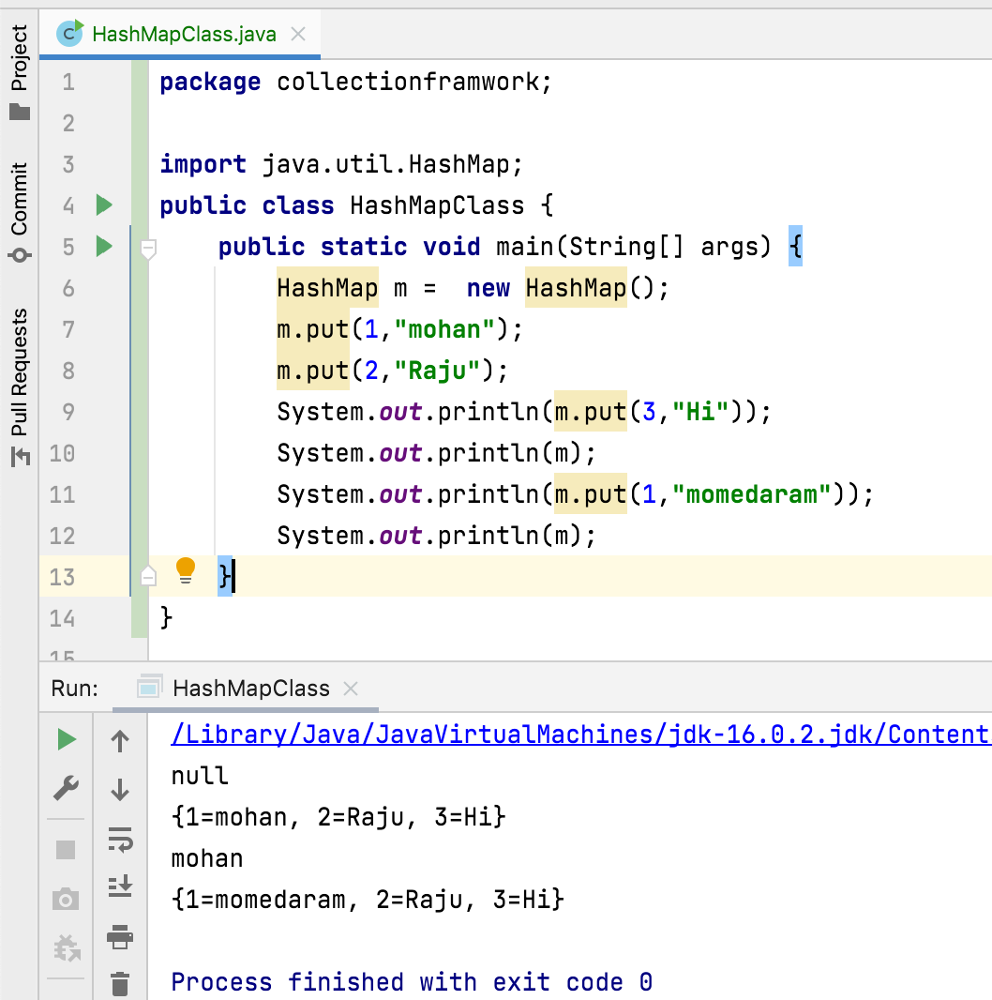 HashMapClass.java
Project
Commit
Pull Requests
1 package collectionframwork;
2
3 import java.util.HashMap;
4 public class HashMapClass {
5 public static void main(String[] args) {
6 HashMap m =  new HashMap();
7 m.put(1,"mohan");
8 m.put(2,"Raju");
9 System.out.println(m.put(3,"Hi"));
10 System.out.println(m);
11 System.out.println(m.put(1,"momedaram"));
12 System.out.println(m);
13 }
14 }
15
Run: HashMapClass
/Library/Java/JavaVirtualMachines/jdk-16.0.2.jdk/Content
null
{1=mohan, 2=Raju, 3=Hi}
mohan
{1=momedaram, 2=Raju, 3=Hi}
Process finished with exit code 0